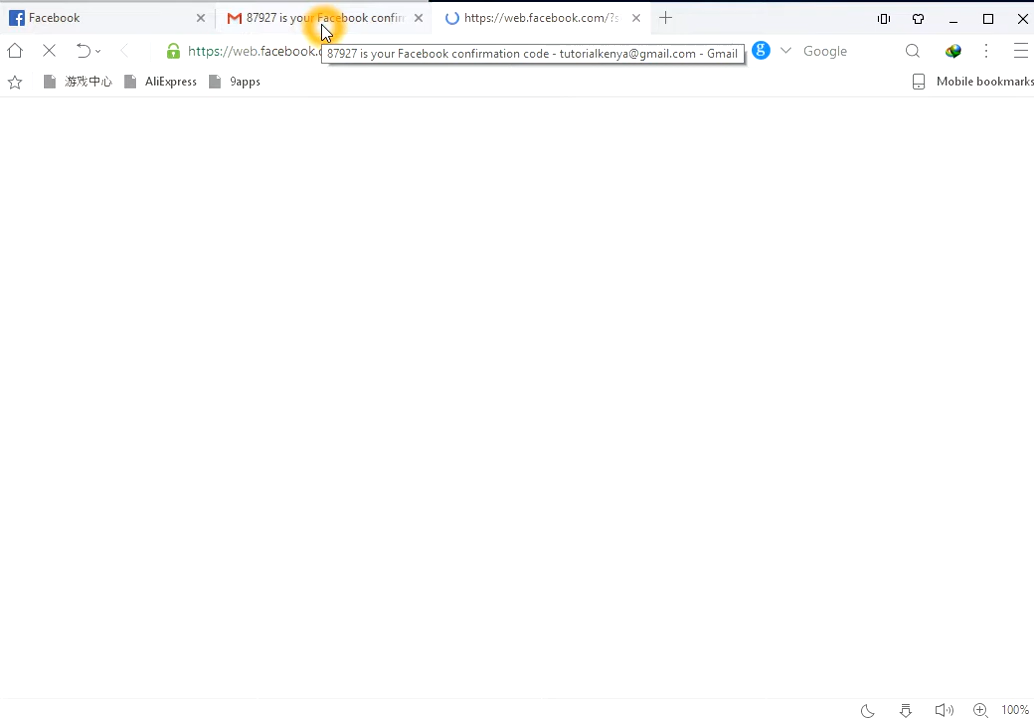 Facebook
87927 is your Facebook confirm
https://web.facebook.com/?s
https://web.facebook.c
87927 is your Facebook confirmation code - tutorialkenya@gmail.com - Gmail
Google
游戏中心
AliExpress
9apps
Mobile bookmarks
100%